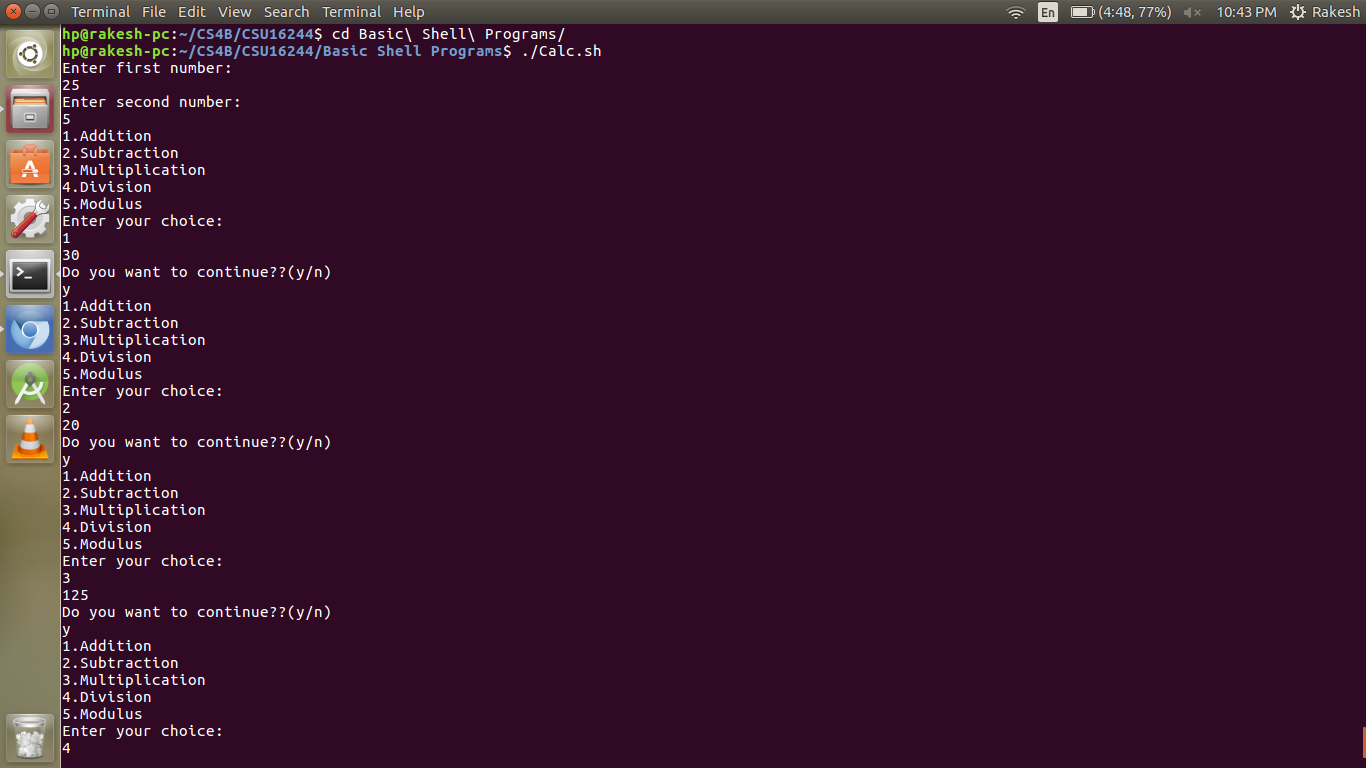 Terminal File Edit View Search Terminal Help En (4:48, 77%) 10:43 PM Rakesh
hp@rakesh-pc:~/CS4B/CSU16244$ cd Basic\ Shell\ Programs/
hp@rakesh-pc:~/CS4B/CSU16244/Basic Shell Programs$ ./Calc.sh
Enter first number:
25
Enter second number:
5
1.Addition
2.Subtraction
3.Multiplication
4.Division
5.Modulus
Enter your choice:
1
30
Do you want to continue??(y/n)
y
1.Addition
2.Subtraction
3.Multiplication
4.Division
5.Modulus
Enter your choice:
2
20
Do you want to continue??(y/n)
y
1.Addition
2.Subtraction
3.Multiplication
4.Division
5.Modulus
Enter your choice:
3
125
Do you want to continue??(y/n)
y
1.Addition
2.Subtraction
3.Multiplication
4.Division
5.Modulus
Enter your choice:
4